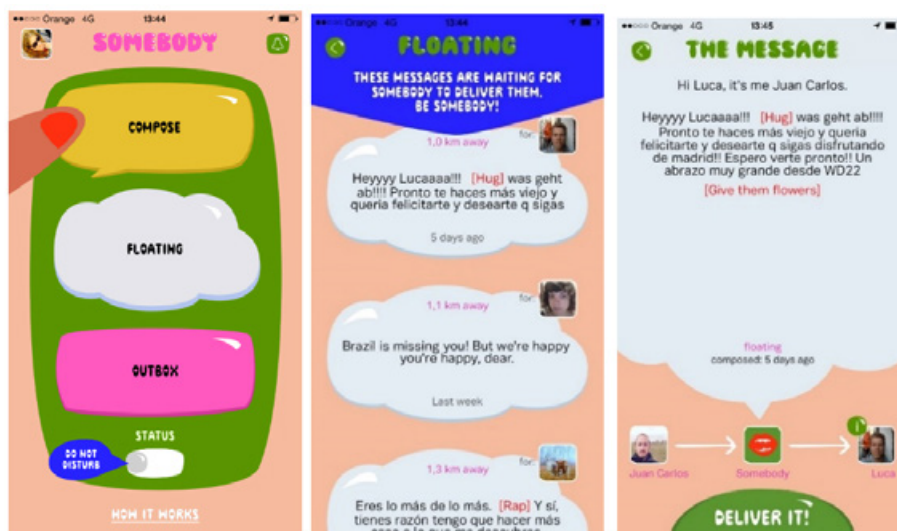 Orange 4G 13:44
SOMEBODY
COMPOSE
FLOATING
OUTBOX
STATUS
DO NOT
DISTURB
HOW IT WORKS
Orange 4G 13:44
FLOATING
THESE MESSAGES ARE WAITING FOR
SOMEBODY TO DELIVER THEM.
BE SOMEBODY!
1,0 km away
for:
Heyyyy Lucaaaa!!! [Hug] was geht
ab!!!! Pronto te haces más viejo y
queria felicitarte y desearte q sigas
5 days ago
1,1 km away
for:
Brazil is missing you! But we're happy
you're happy, dear.
Last week
1,3 km away
for:
Eres lo más de lo más. [Rap] Y sí,
tienes razón tengo que hacer más
Orange 4G 13:45
THE MESSAGE
Hi Luca, it's me Juan Carlos.
Heyyyy Lucaaaa!!! [Hug] was geht ab!!!!
Pronto te haces más viejo y queria
felicitarte y desearte q sigas disfrutando
de madrid!! Espero verte pronto!! Un
abrazo muy grande desde WD22
[Give them flowers]
floating
composed: 5 days ago
Juan Carlos
Somebody
Luca
DELIVER IT!